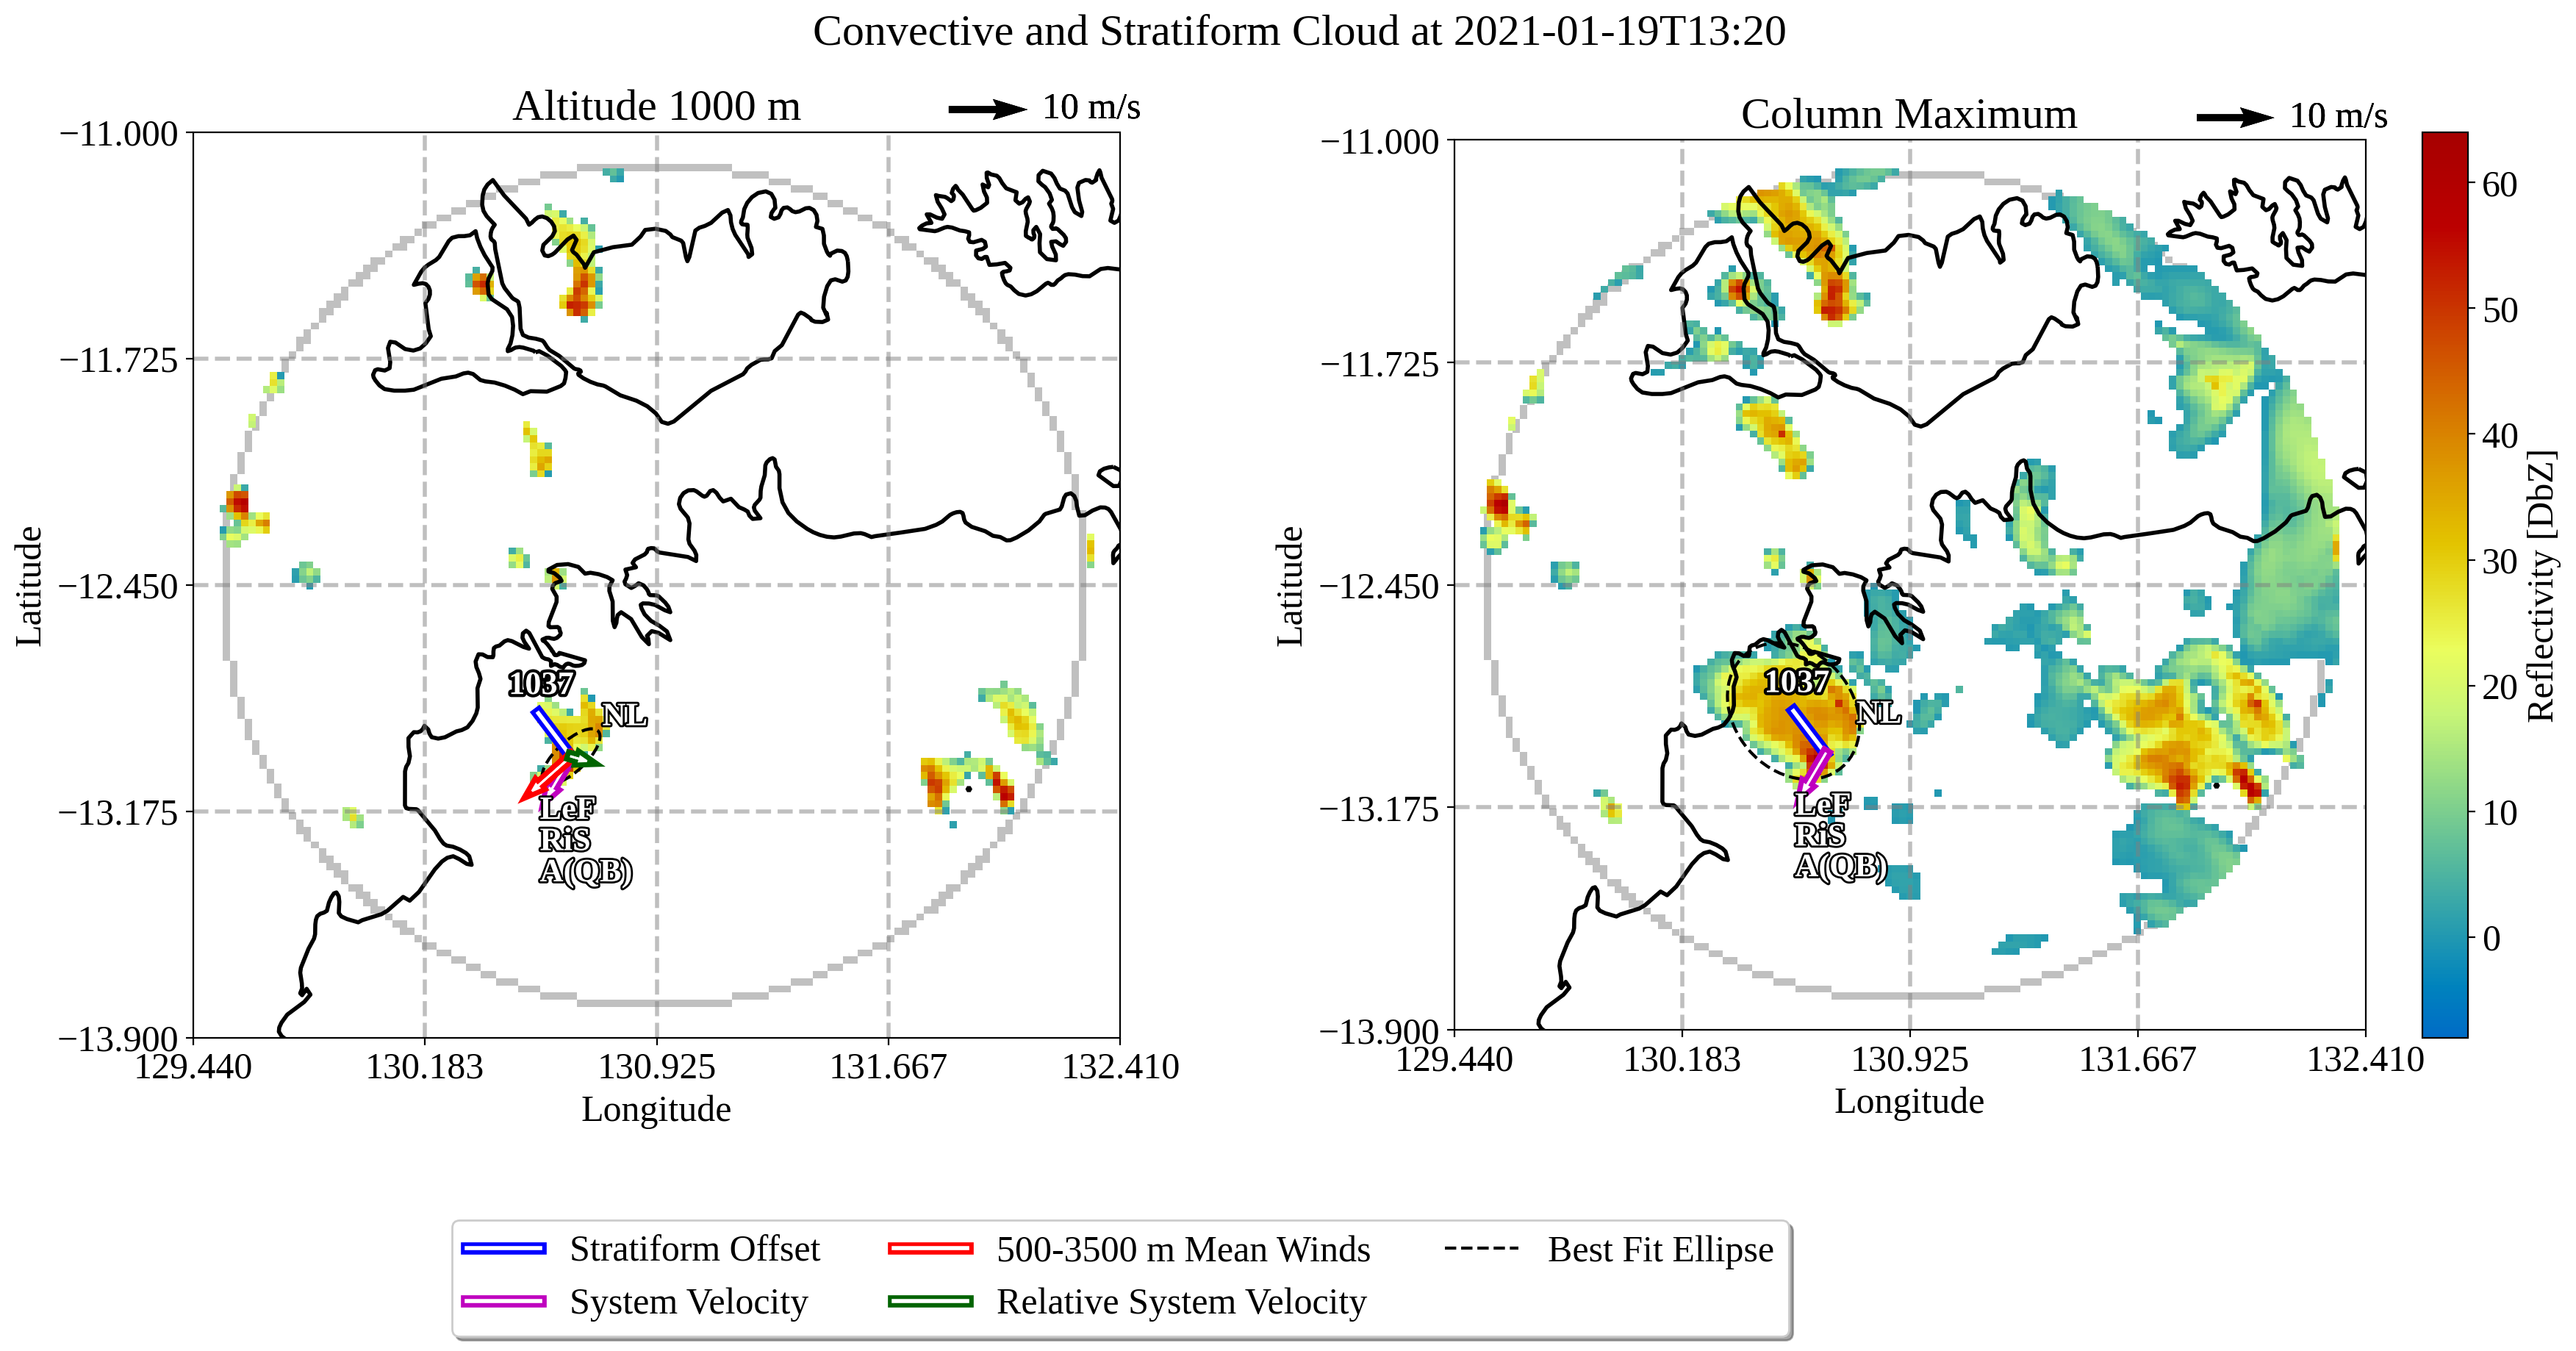 Convective and Stratiform Cloud at 2021-01-19T13:20
Altitude 1000 m
10 m/s
−11.000
−11.725
−12.450
−13.175
−13.900
Latitude
129.440
130.183
130.925
131.667
132.410
Longitude
1037
NL
LeF
RiS
A(QB)
Column Maximum
10 m/s
−11.000
−11.725
−12.450
−13.175
−13.900
Latitude
129.440
130.183
130.925
131.667
132.410
Longitude
1037
NL
LeF
RiS
A(QB)
60
50
40
30
20
10
0
Reflectivity [DbZ]
Stratiform Offset
500-3500 m Mean Winds
Best Fit Ellipse
System Velocity
Relative System Velocity